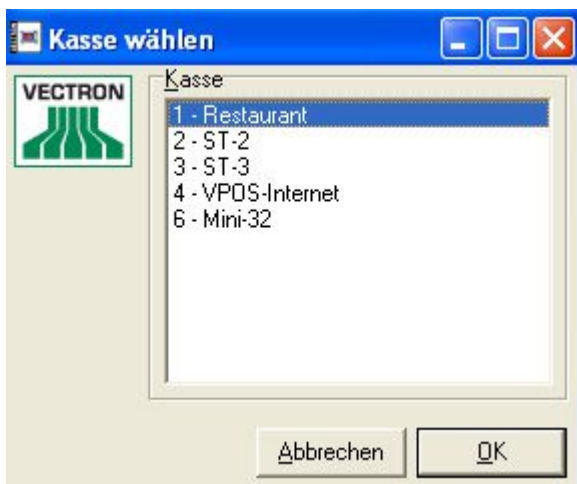 Kasse wählen
VECTRON
Kasse
1 - Restaurant
2 - ST-2
3 - ST-3
4 - VPOS-Internet
6 - Mini-32
Abbrechen
OK